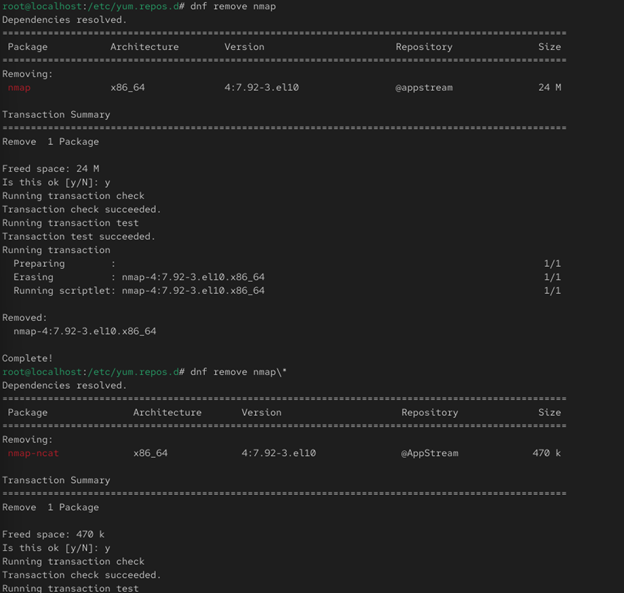 root@localhost:/etc/yum.repos.d# dnf remove nmap
Dependencies resolved.
================================================================================
Package Architecture Version Repository Size
================================================================================
Removing:
nmap x86_64 4:7.92-3.el10 @appstream 24 M
Transaction Summary
================================================================================
Remove 1 Package
Freed space: 24 M
Is this ok [y/N]: y
Running transaction check
Transaction check succeeded.
Running transaction test
Transaction test succeeded.
Running transaction
Preparing : 1/1
Erasing : nmap-4:7.92-3.el10.x86_64 1/1
Running scriptlet: nmap-4:7.92-3.el10.x86_64 1/1
Removed:
nmap-4:7.92-3.el10.x86_64
Complete!
root@localhost:/etc/yum.repos.d# dnf remove nmap\*
Dependencies resolved.
================================================================================
Package Architecture Version Repository Size
================================================================================
Removing:
nmap-ncat x86_64 4:7.92-3.el10 @AppStream 470 k
Transaction Summary
================================================================================
Remove 1 Package
Freed space: 470 k
Is this ok [y/N]: y
Running transaction check
Transaction check succeeded.
Running transaction test